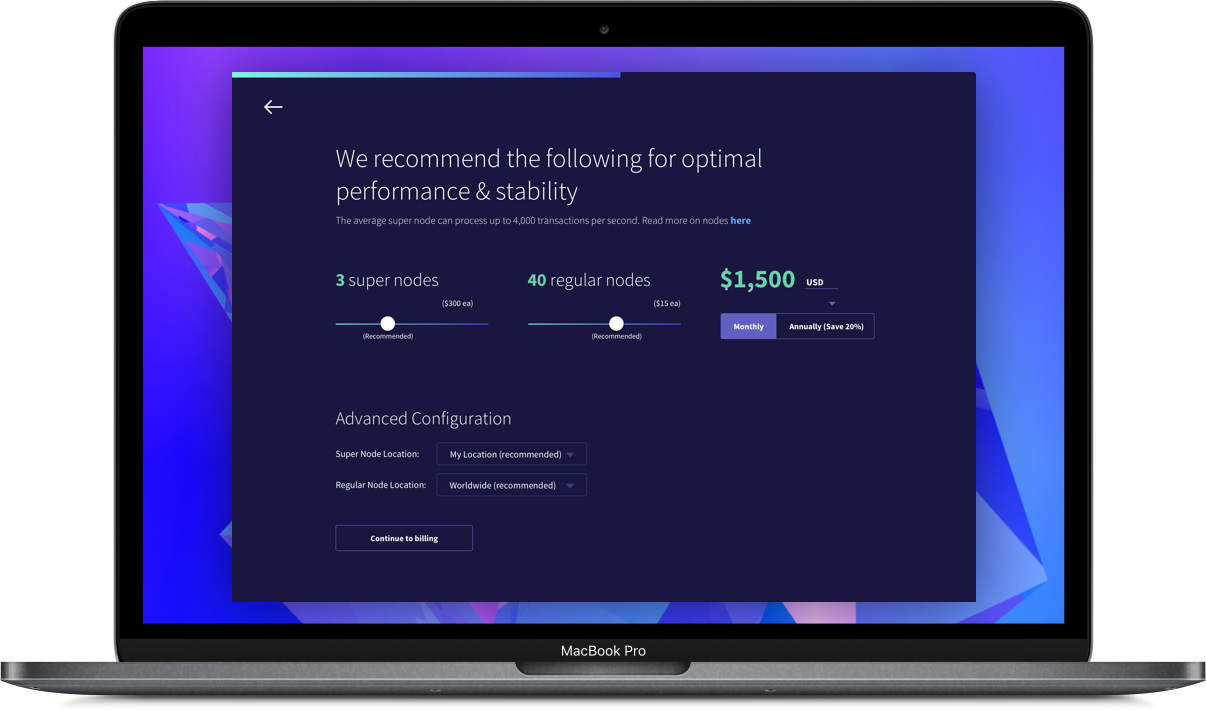 We recommend the following for optimal
performance & stability
The average super node can process up to 4,000 transactions per second. Read more on nodes here
3 super nodes
($300 ea)
(Recommended)
40 regular nodes
($15 ea)
(Recommended)
$1,500 USD
Monthly
Annually (Save 20%)
Advanced Configuration
Super Node Location: My Location (recommended)
Regular Node Location: Worldwide (recommended)
Continue to billing
MacBook Pro